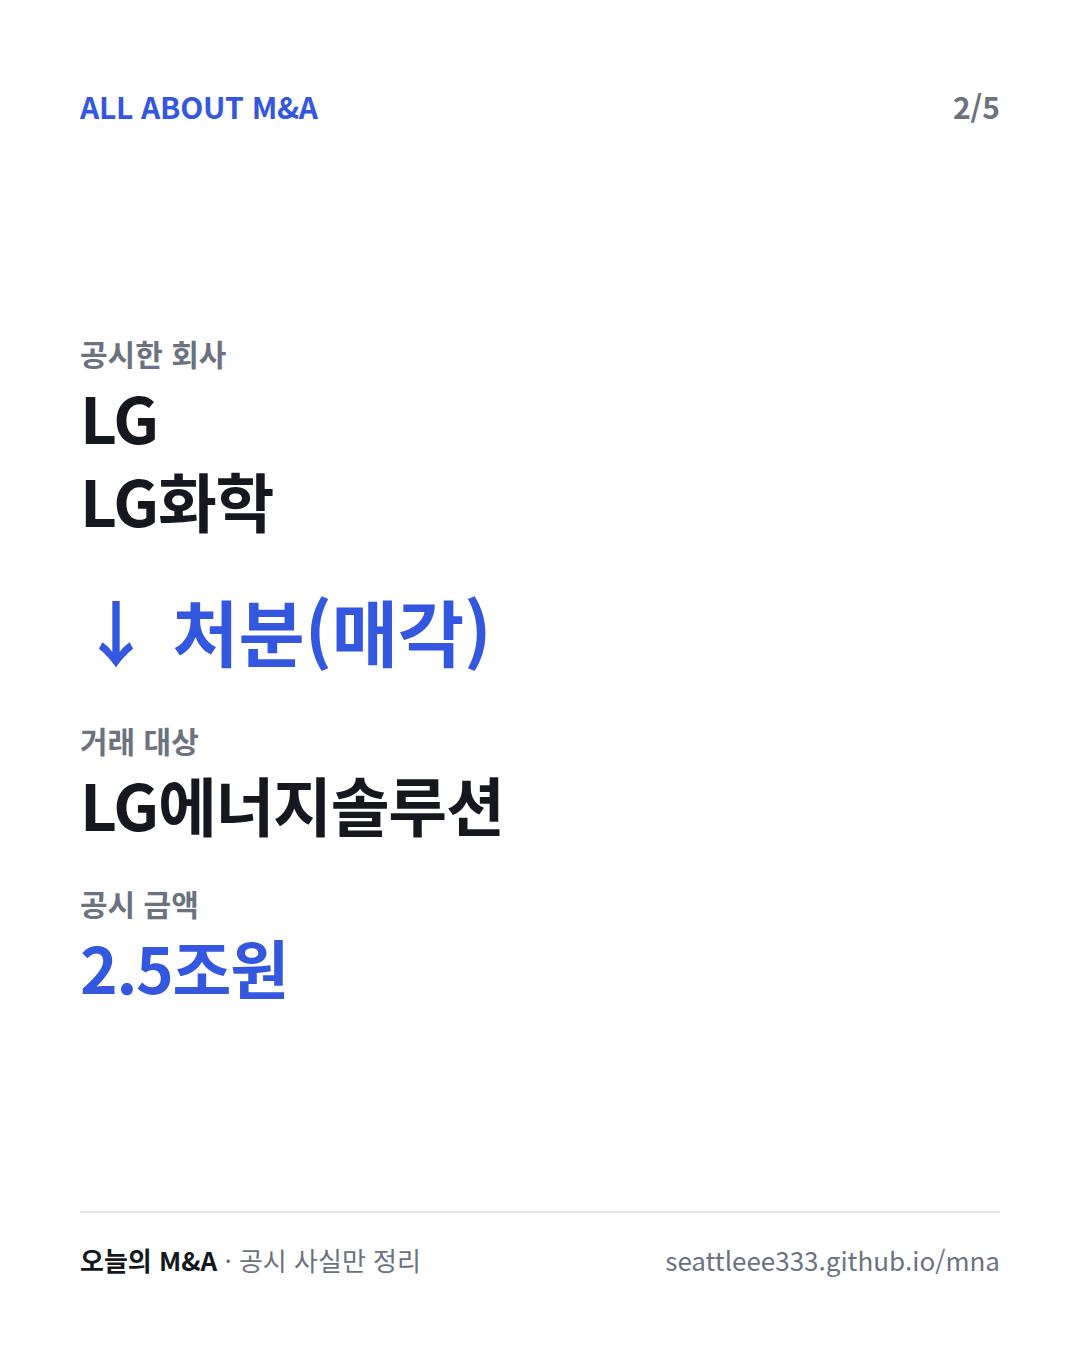 ALL ABOUT M&A
2/5
공시한 회사
LG
LG화학
↓ 처분(매각)
거래 대상
LG에너지솔루션
공시 금액
2.5조원
오늘의 M&A · 공시 사실만 정리
seattleee333.github.io/mna